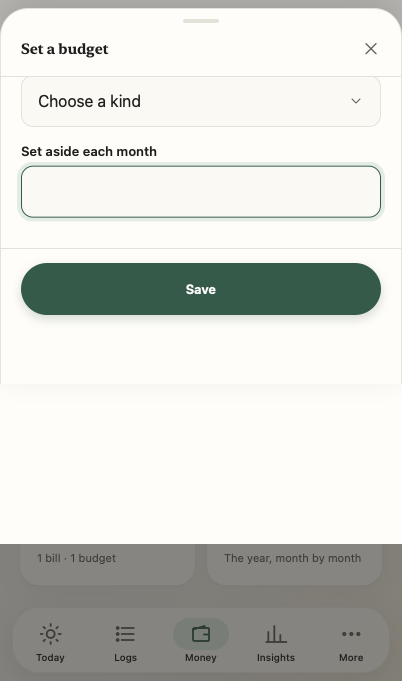 Set a budget
Choose a kind
Set aside each month
Save
1 bill · 1 budget
The year, month by month
Today
Logs
Money
Insights
More